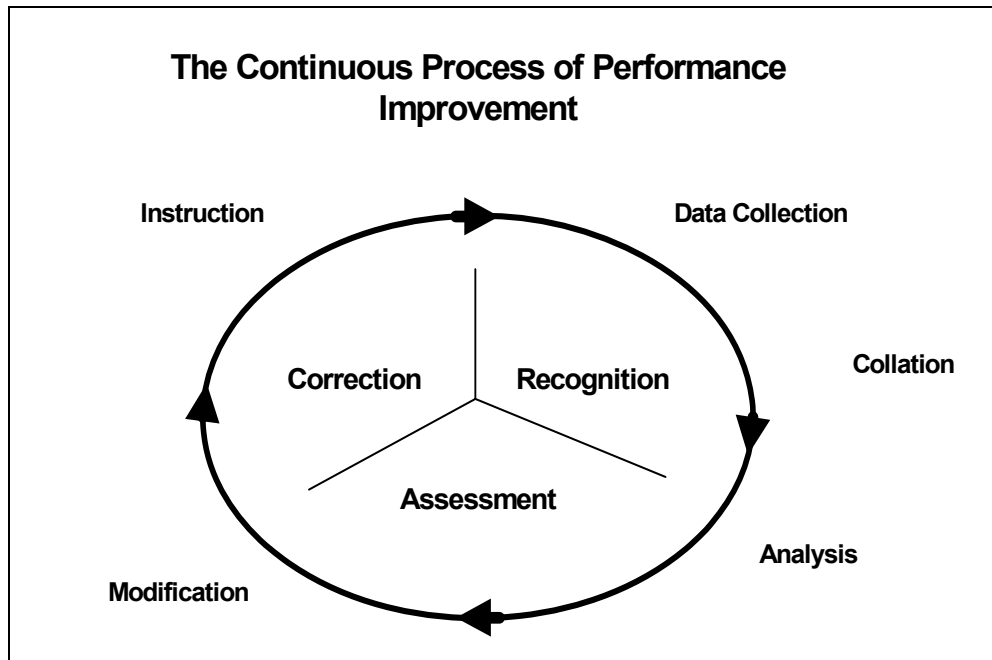 The Continuous Process of Performance
Improvement
Instruction
Data Collection
Collation
Correction
Recognition
Assessment
Analysis
Modification